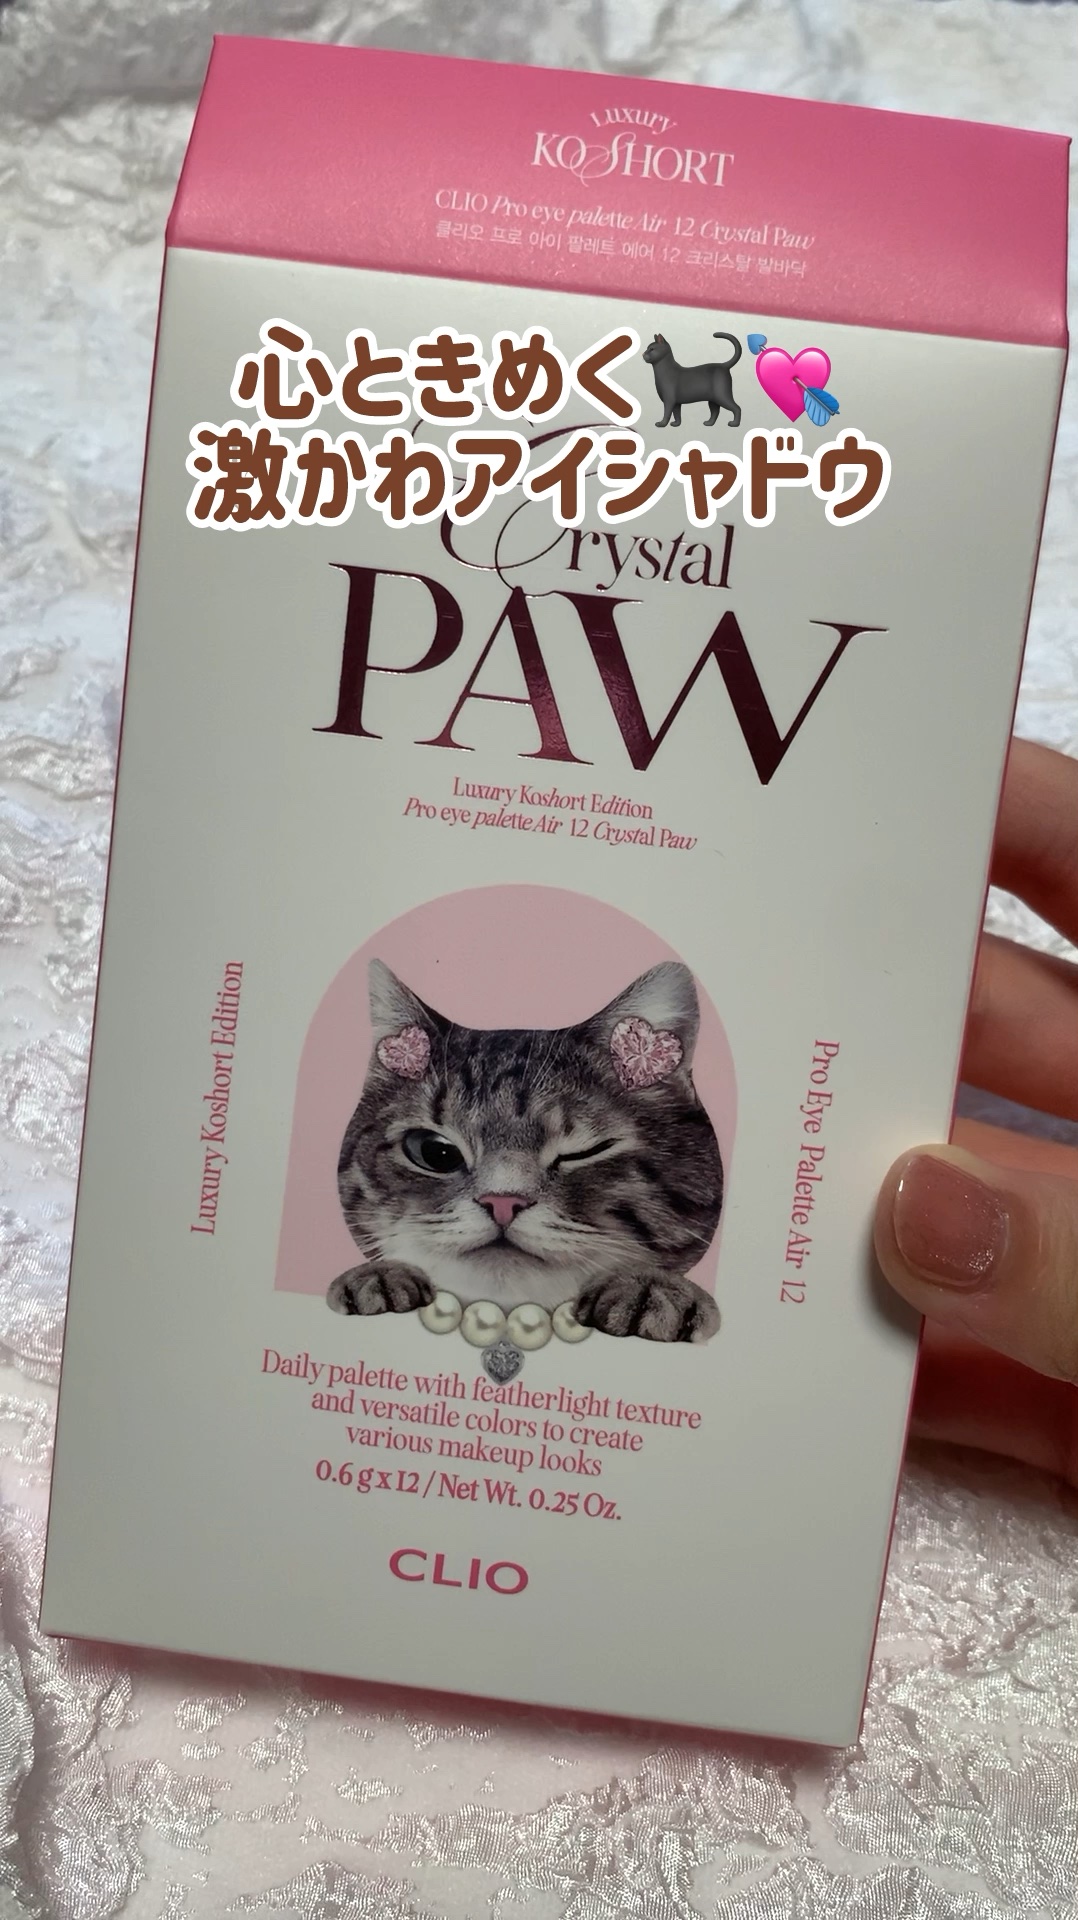 Luxury
KOSHORT
CLIO Pro eye palette Air 12 Crystal Paw
클리오 프로 아이 팔레트 에어 12 크리스탈 발바닥
心ときめく🐈‍⬛💘
激かわアイシャドウ
Crystal
PAW
Luxury Koshort Edition
Pro eye palette Air 12 Crystal Paw
Luxury Koshort Edition
Pro Eye Palette Air 12
Daily palette with featherlight texture
and versatile colors to create
various makeup looks
0.6 g x 12 / Net Wt. 0.25 Oz.
CLIO